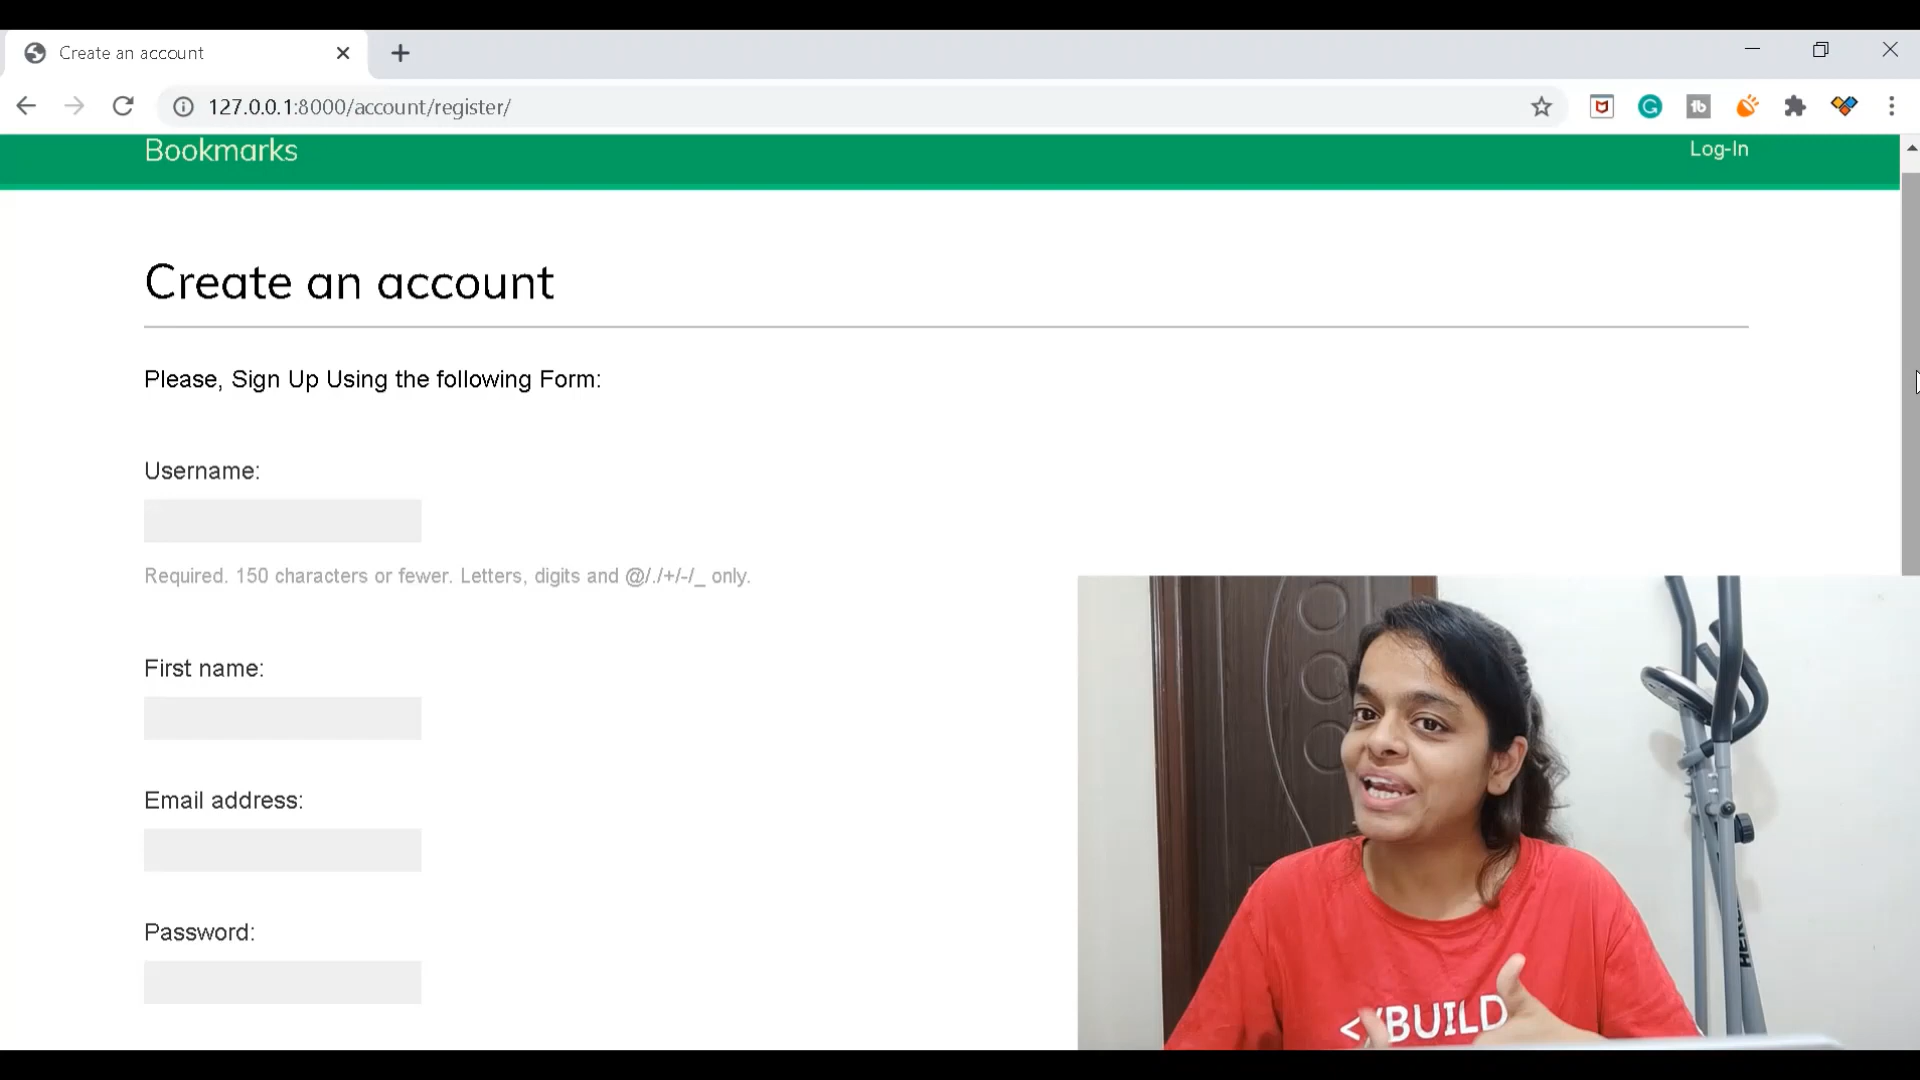 Create an account
127.0.0.1:8000/account/register/
Bookmarks
Log-In
Create an account
Please, Sign Up Using the following Form:
Username:
Required. 150 characters or fewer. Letters, digits and @/./+/-/_ only.
First name:
Email address:
Password:
</BUILD